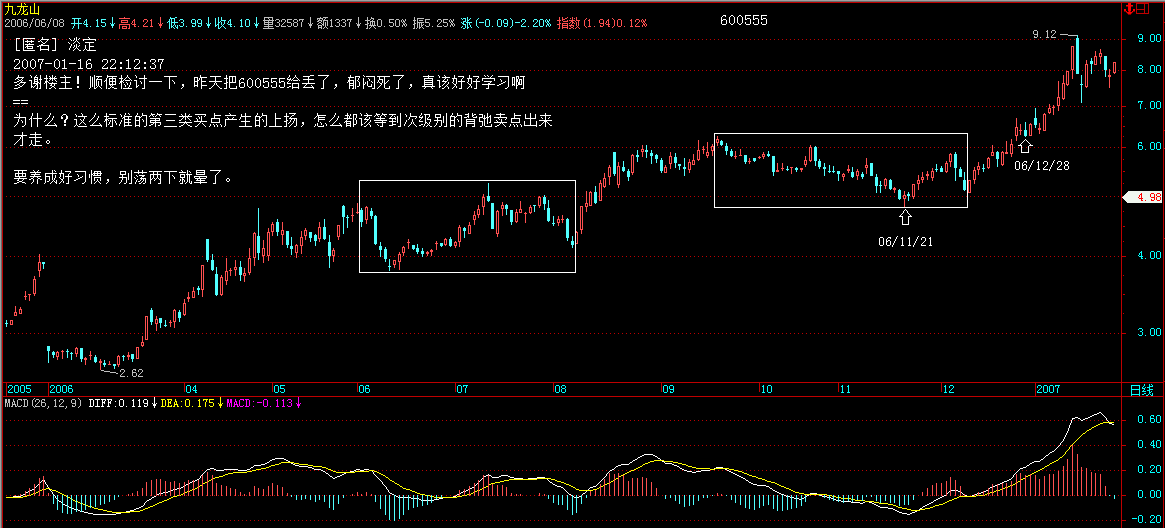 九龙山
2006/06/08 开4.15↓高4.21↓低3.99↓收4.10↓量32587↓额1337↓换0.50% 振5.25% 涨(-0.09)-2.20% 指数(1.94)0.12%
600555
[匿名] 淡定
2007-01-16 22:12:37
多谢楼主！顺便检讨一下，昨天把600555给丢了，郁闷死了，真该好好学习啊
==
为什么？这么标准的第三类买点产生的上扬，怎么都该等到次级别的背弛卖点出来
才走。
要养成好习惯，别荡两下就晕了。
9.12
06/12/28
06/11/21
2.62
9.00
8.00
7.00
6.00
4.98
4.00
3.00
2005 2006 04 05 06 07 08 09 10 11 12 2007 日线
MACD(26,12,9) DIFF:0.119↓DEA:0.175↓MACD:-0.113↓
0.60
0.40
0.20
0.00
-0.20